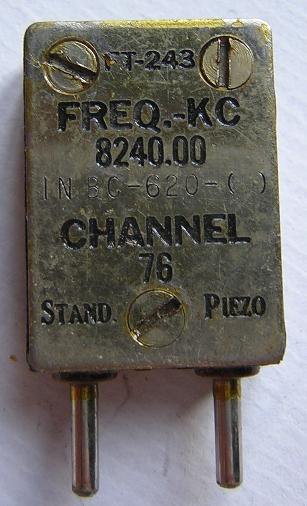 FT-243
FREQ.-KC
8240.00
IN BC-620-( )
CHANNEL
76
STAND. PIEZO